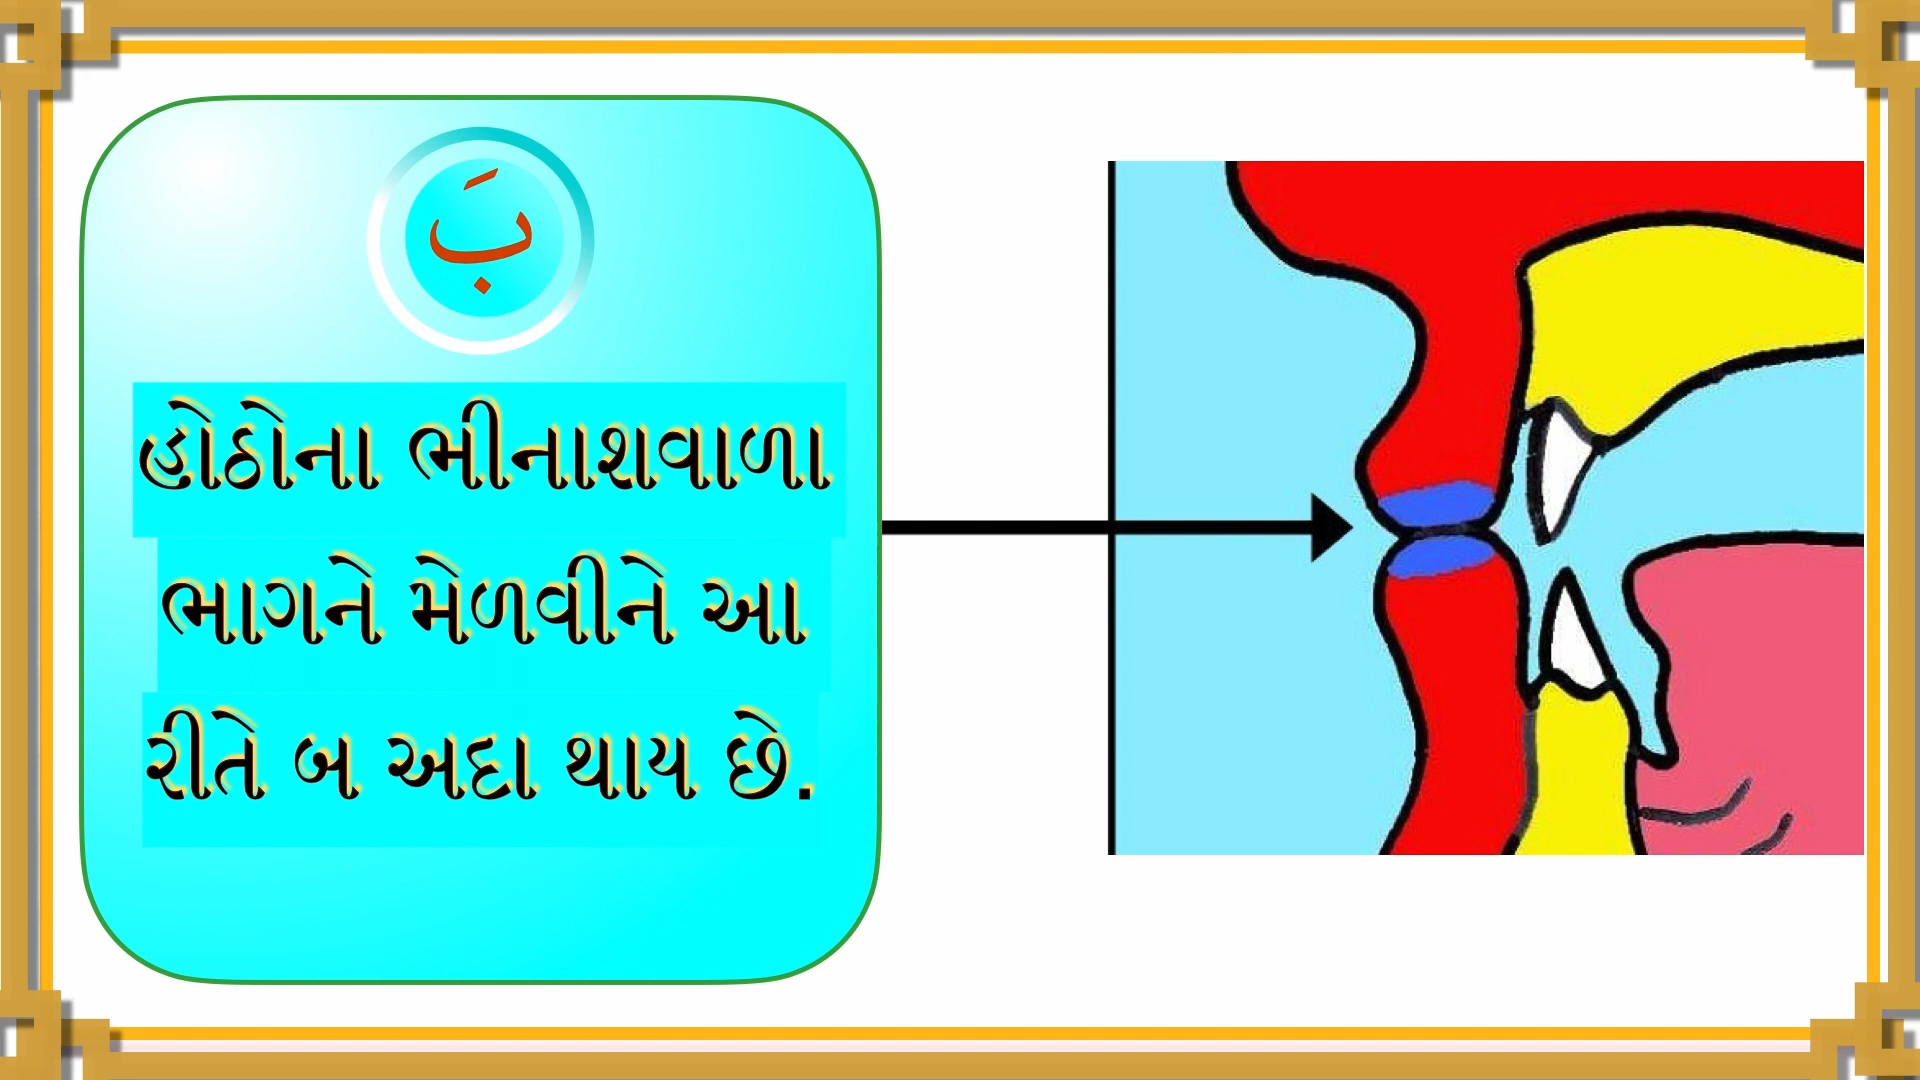 بَ
હોઠોના ભીનાશવાળા
ભાગને મેળવીને આ
રીતે બ અદા થાય છે.